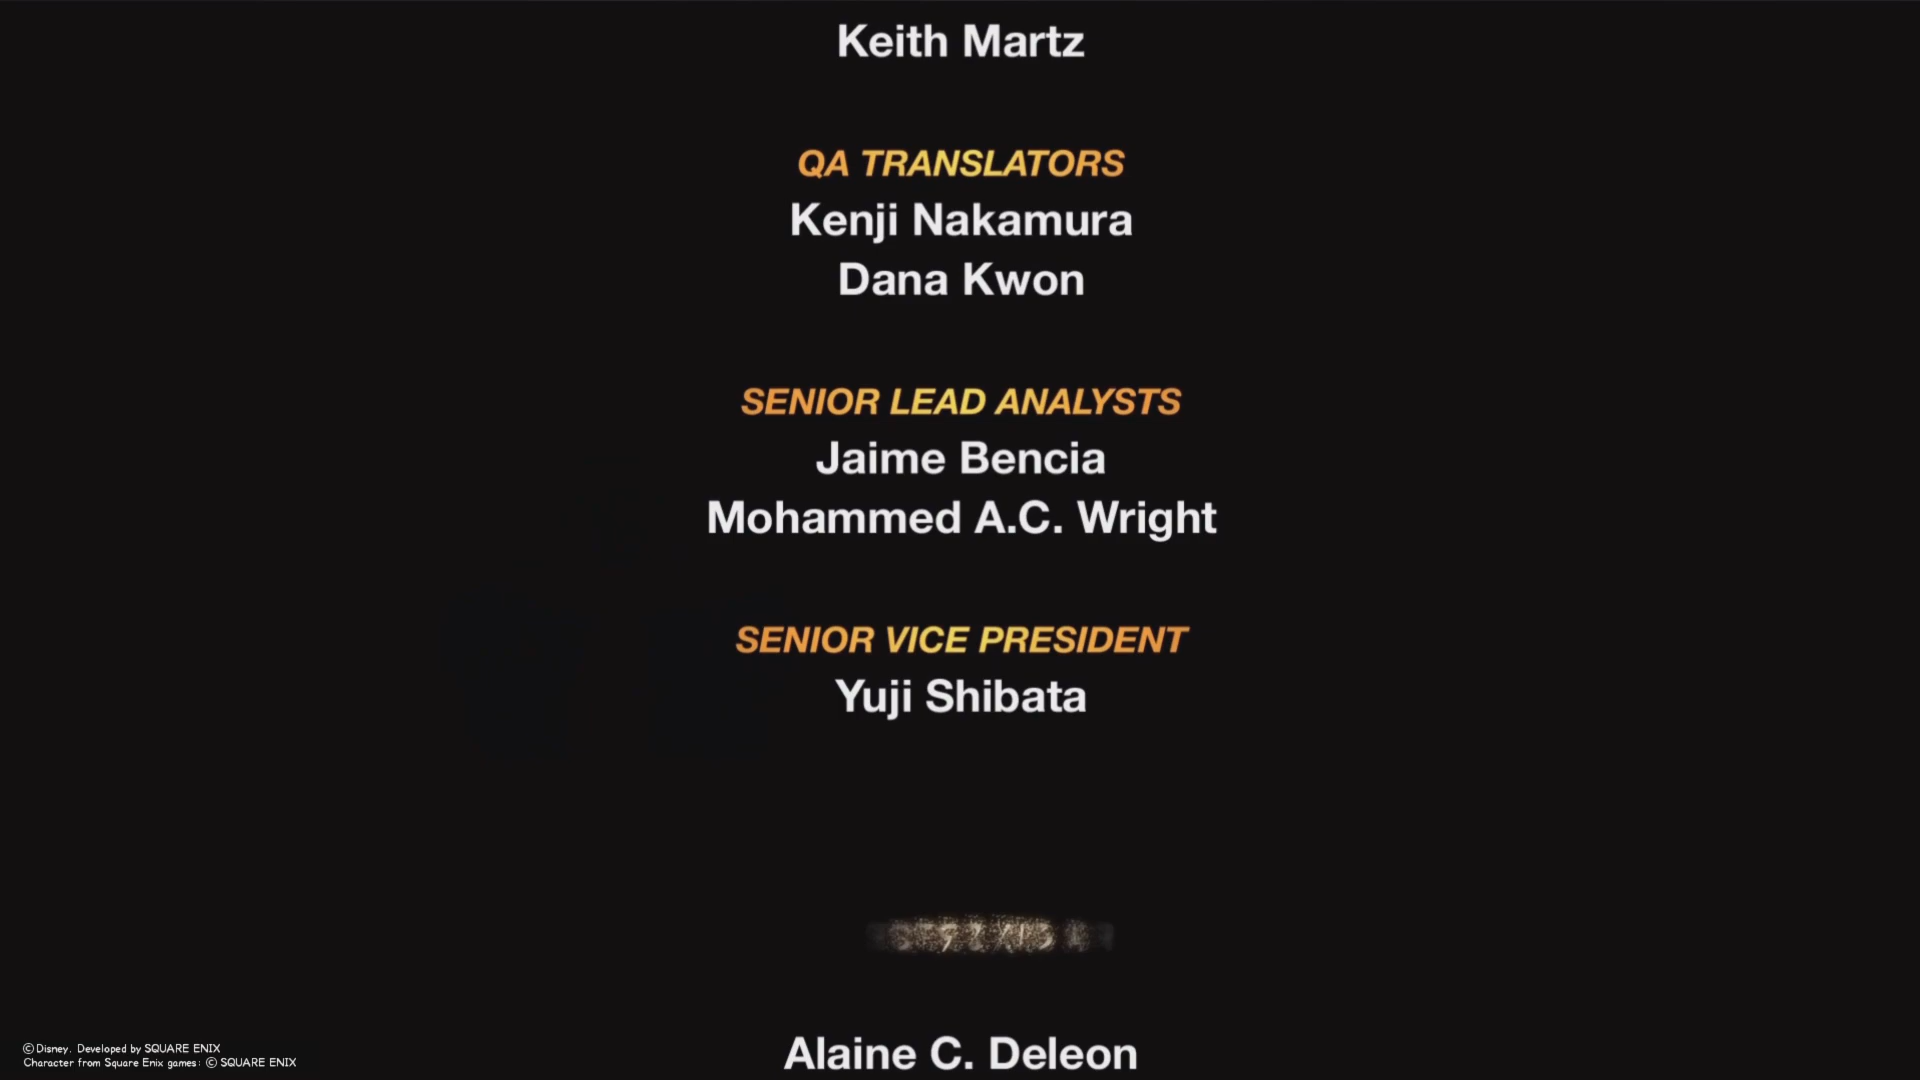 Keith Martz
QA TRANSLATORS
Kenji Nakamura
Dana Kwon
SENIOR LEAD ANALYSTS
Jaime Bencia
Mohammed A.C. Wright
SENIOR VICE PRESIDENT
Yuji Shibata
Alaine C. Deleon
© Disney. Developed by SQUARE ENIX
Character from Square Enix games: © SQUARE ENIX